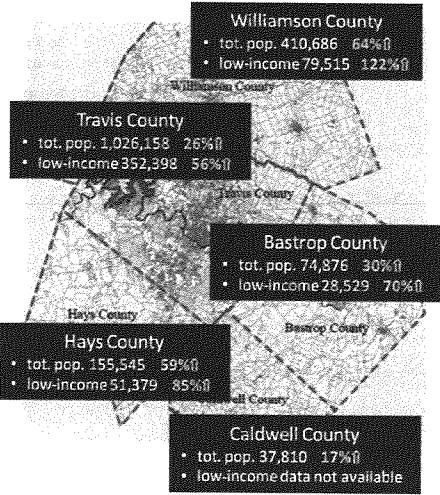 Williamson County
• tot. pop. 410,686 64%⇧
• low-income 79,515 122%⇧
Williamson County
Travis County
• tot. pop. 1,026,158 26%⇧
• low-income 352,398 56%⇧
Travis County
Bastrop County
• tot. pop. 74,876 30%⇧
• low-income 28,529 70%⇧
Hays County
Bastrop County
Hays County
• tot. pop. 155,545 59%⇧
• low-income 51,379 85%⇧
County
Caldwell County
• tot. pop. 37,810 17%⇧
• low-income data not available